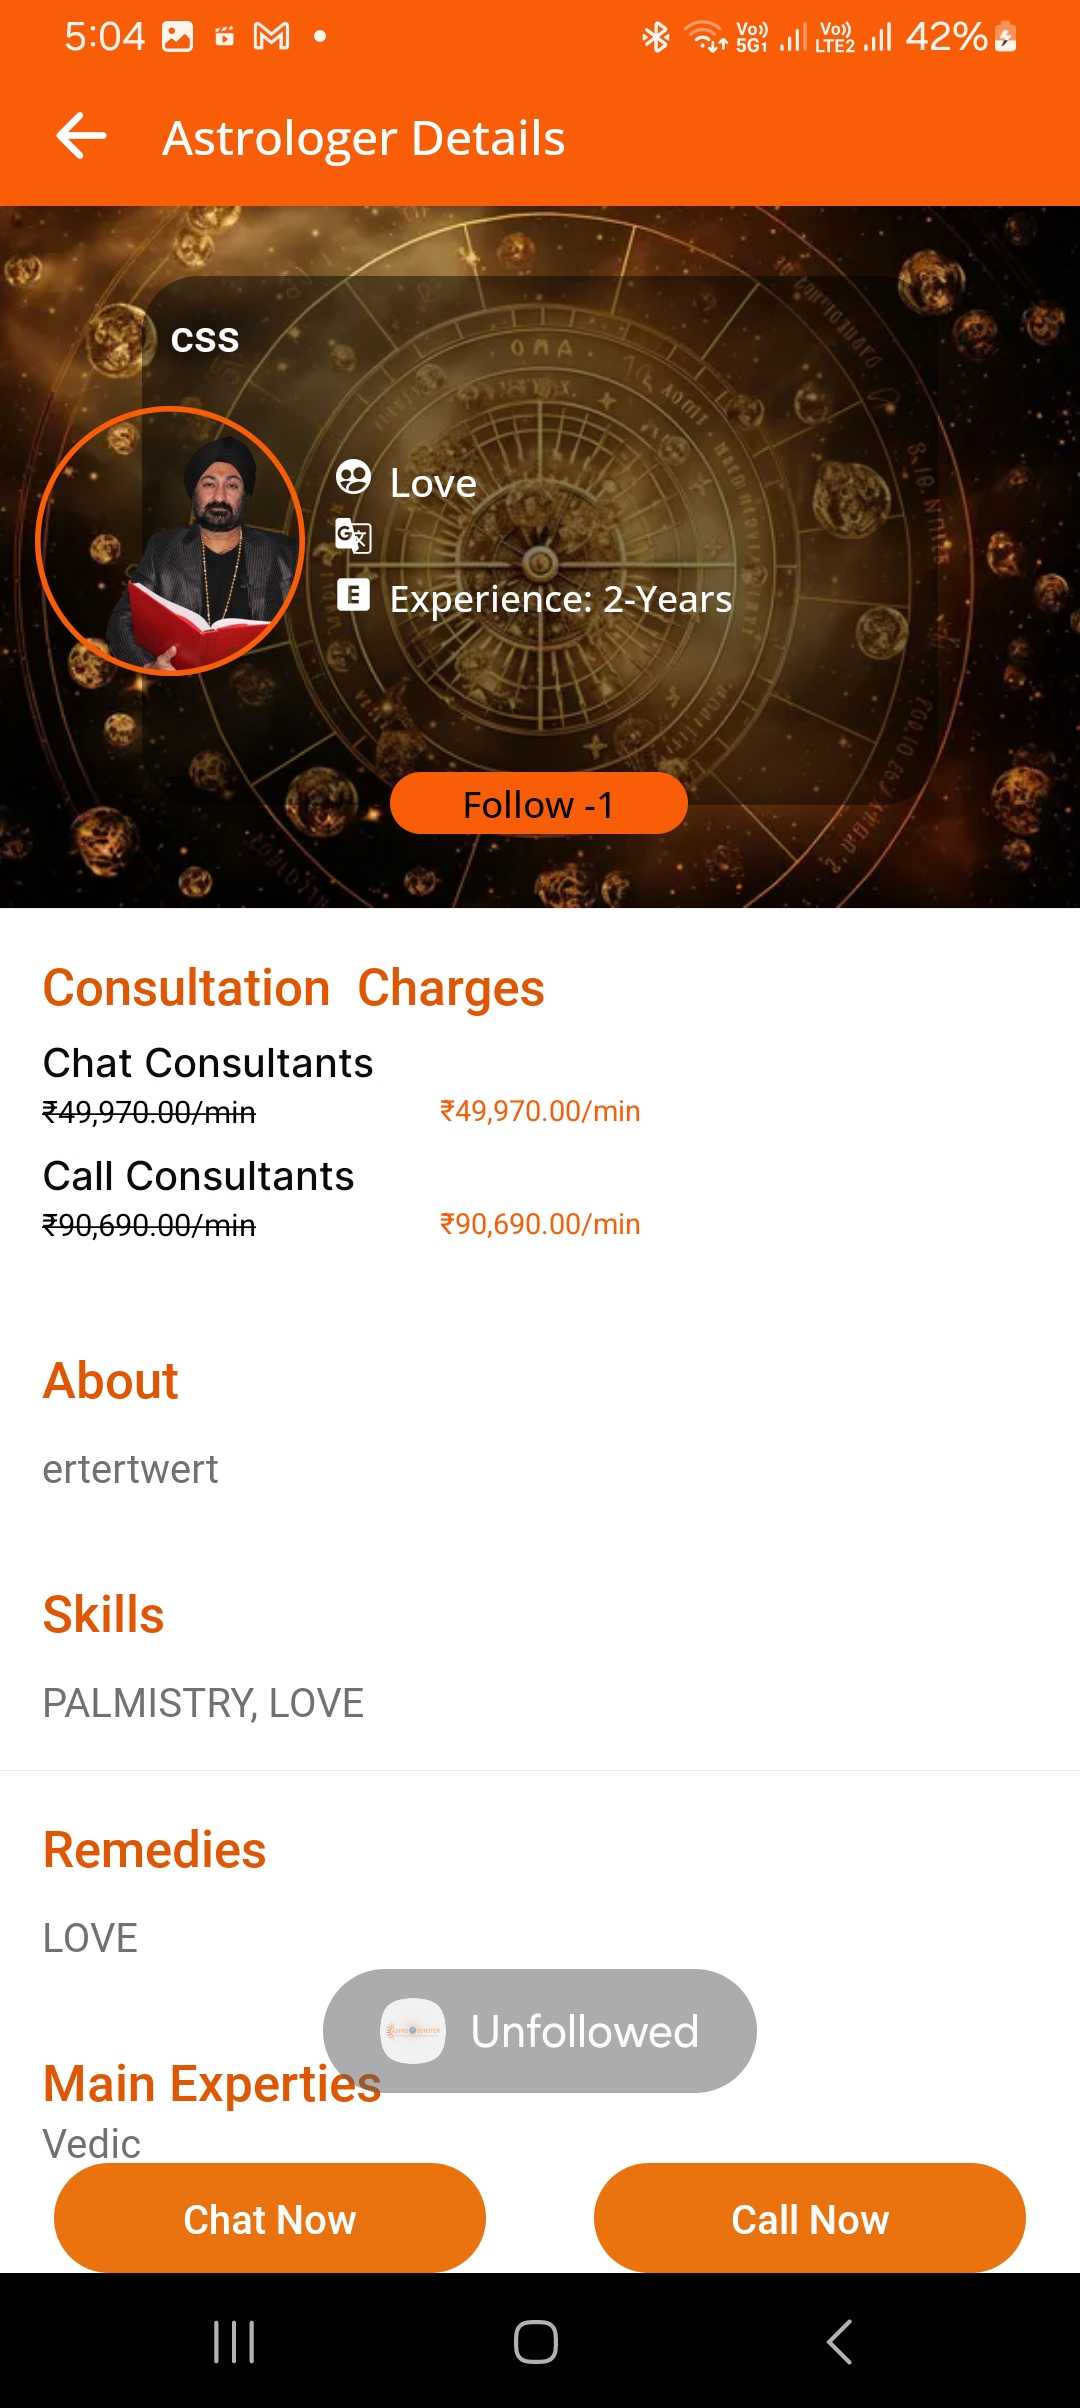 5:04
Vo)) 5G1 Vo)) LTE2 42%
Astrologer Details
css
Love
G文
E Experience: 2-Years
Follow -1
Consultation Charges
Chat Consultants
₹49,970.00/min ₹49,970.00/min
Call Consultants
₹90,690.00/min ₹90,690.00/min
About
ertertwert
Skills
PALMISTRY, LOVE
Remedies
LOVE
Unfollowed
Main Experties
Vedic
Chat Now Call Now